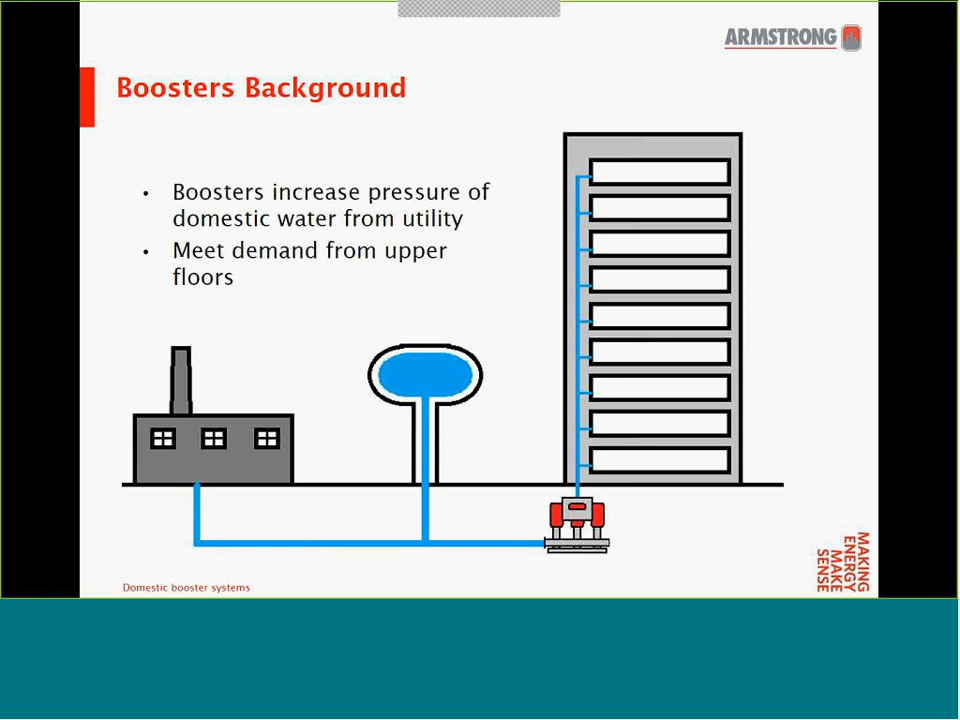 ARMSTRONG
Boosters Background
• Boosters increase pressure of
domestic water from utility
• Meet demand from upper
floors
MAKING
ENERGY
MAKE
SENSE
Domestic booster systems